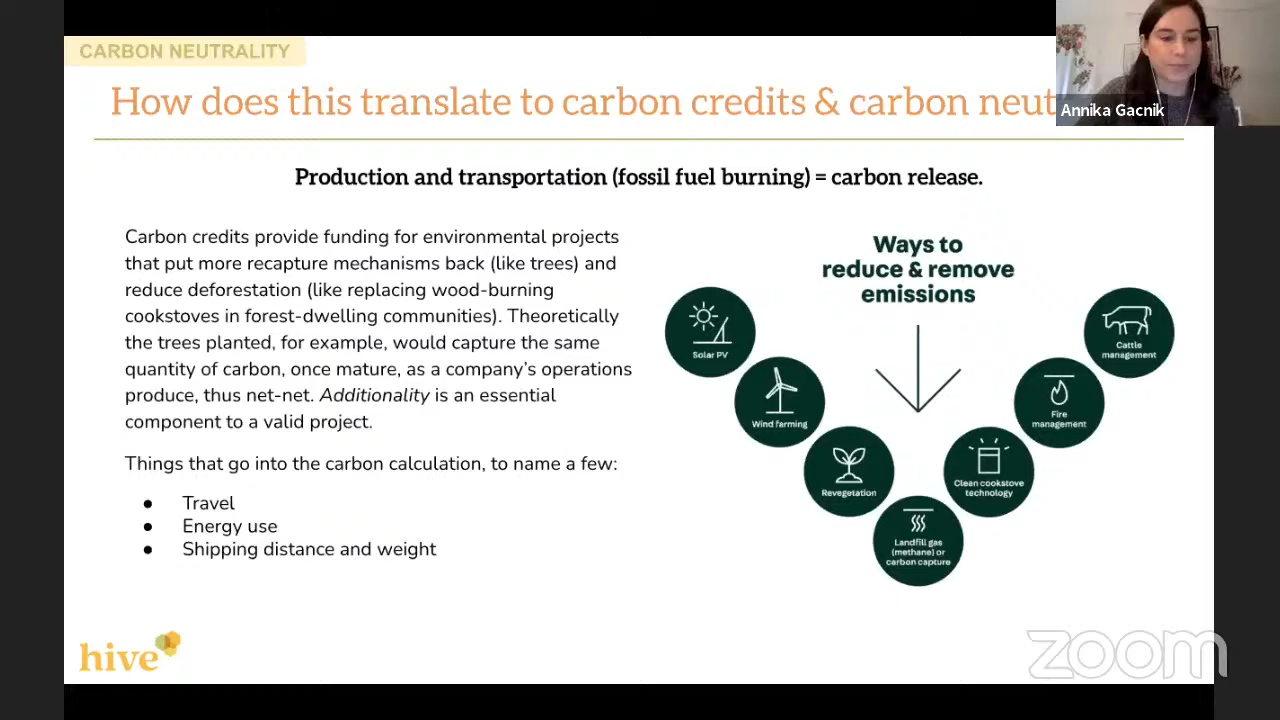 CARBON NEUTRALITY
How does this translate to carbon credits & carbon neut
Annika Gacnik
Production and transportation (fossil fuel burning) = carbon release.
Carbon credits provide funding for environmental projects
that put more recapture mechanisms back (like trees) and
reduce deforestation (like replacing wood-burning
cookstoves in forest-dwelling communities). Theoretically
the trees planted, for example, would capture the same
quantity of carbon, once mature, as a company's operations
produce, thus net-net. Additionality is an essential
component to a valid project.
Things that go into the carbon calculation, to name a few:
● Travel
● Energy use
● Shipping distance and weight
Ways to
reduce & remove
emissions
Solar PV
Wind farming
Revegetation
Landfill gas
(methane) or
carbon capture
Clean cookstove
technology
Fire
management
Cattle
management
hive
zoom